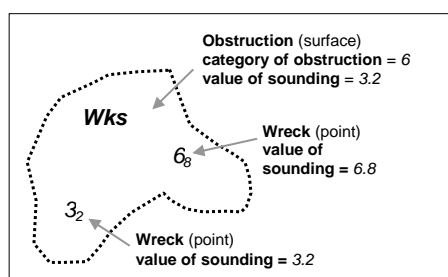 Obstruction (surface)
category of obstruction = 6
value of sounding = 3.2
Wks
Wreck (point)
value of
sounding = 6.8
6₈
3₂
Wreck (point)
value of sounding = 3.2